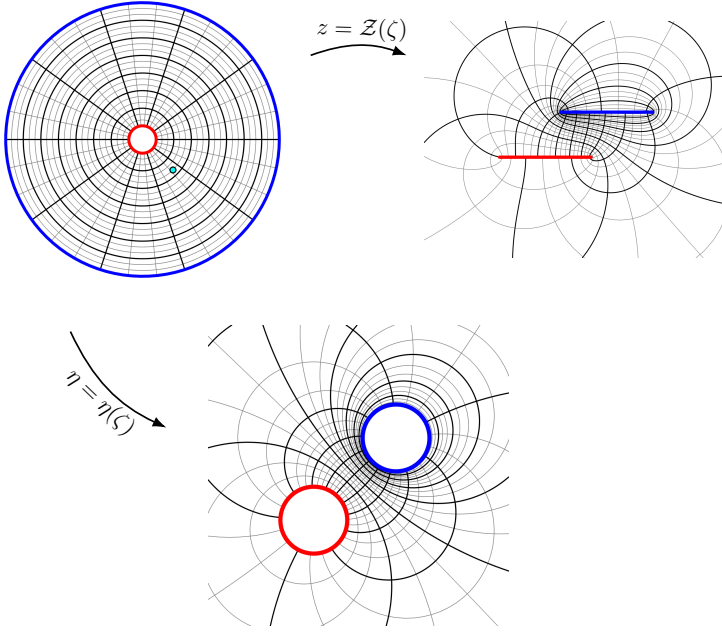 z = 𝒵(ζ)
η = η(ζ)